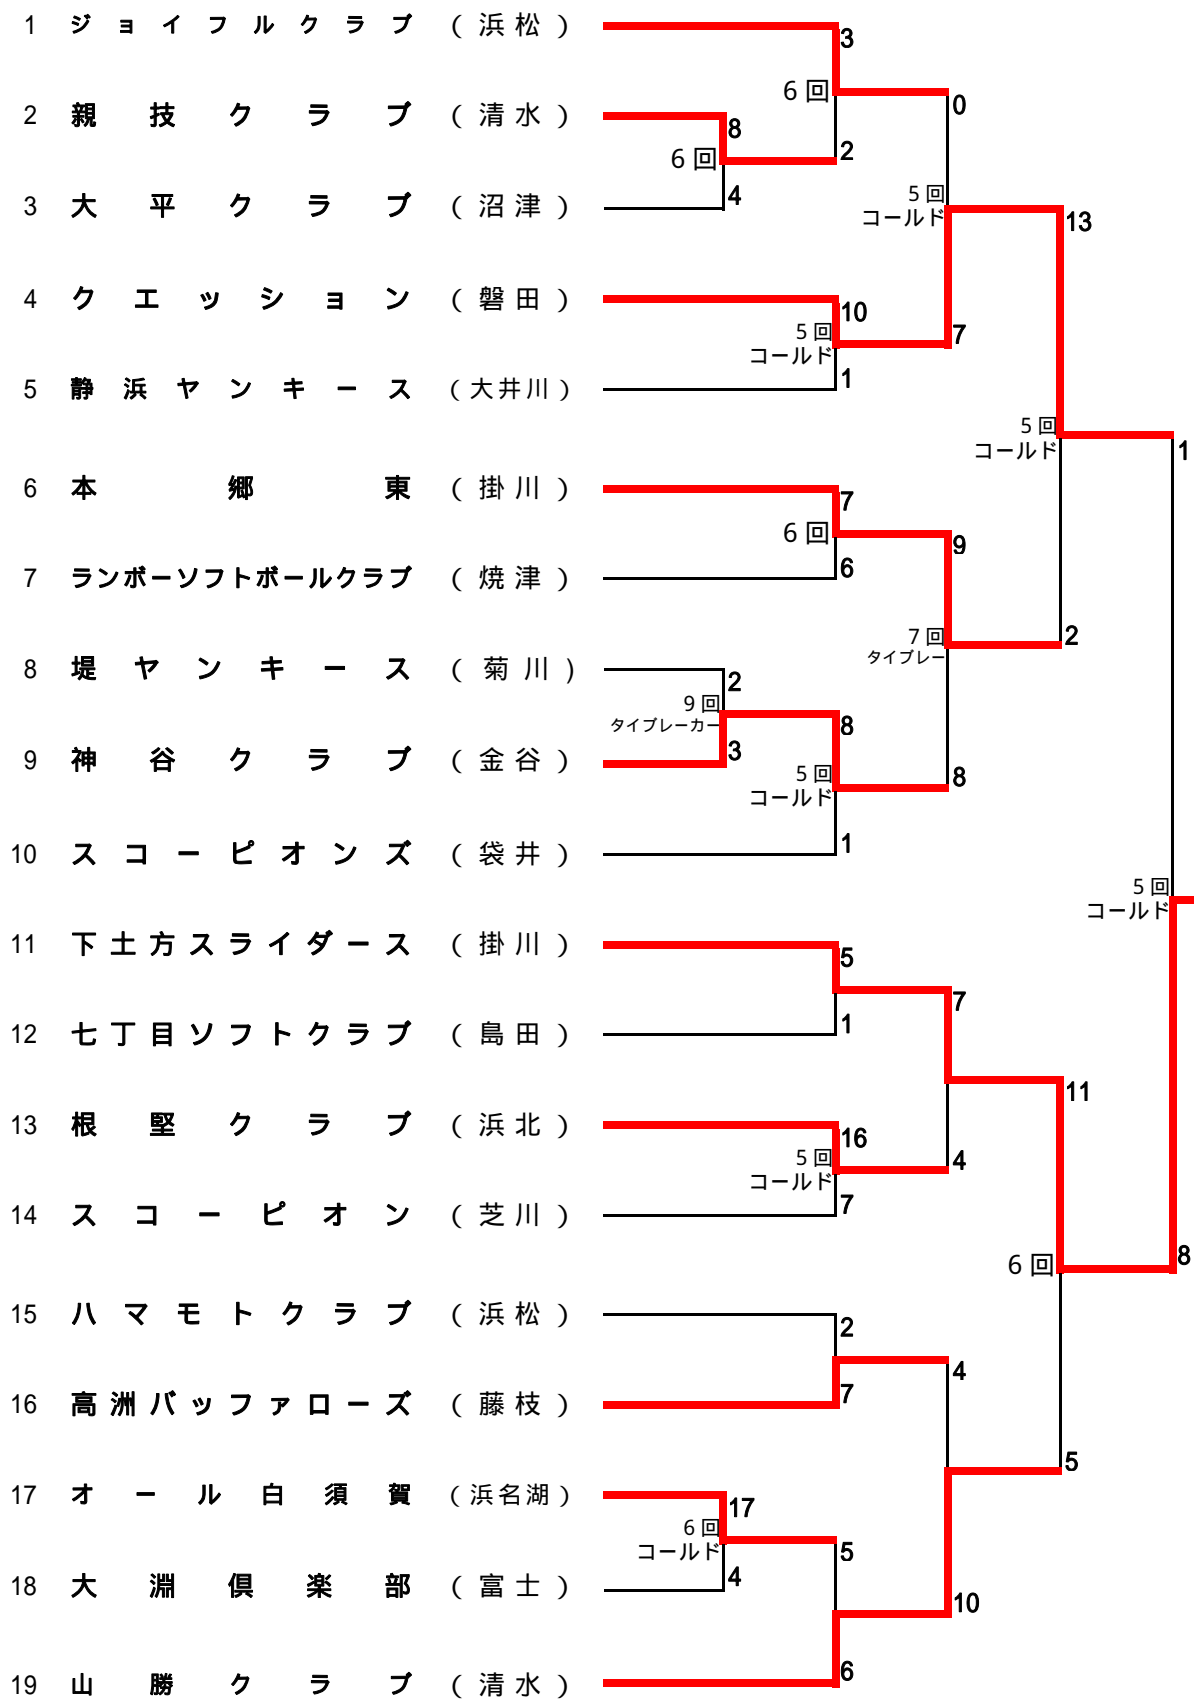 1 ジョイフルクラブ (浜松)
3
6回
0
2 親技クラブ (清水)
8
2
6回
4
3 大平クラブ (沼津)
5回
コールド
13
4 クエッション (磐田)
10
5回
コールド
7
1
5 静浜ヤンキース (大井川)
5回
コールド
1
6 本郷東 (掛川)
7
6回
9
6
7 ランボーソフトボールクラブ (焼津)
7回
タイブレー
2
8 堤ヤンキース (菊川)
2
9回
タイブレーカー
8
3
9 神谷クラブ (金谷)
5回
コールド
8
1
10 スコーピオンズ (袋井)
5回
コールド
11 下土方スライダース (掛川)
5
7
1
12 七丁目ソフトクラブ (島田)
11
13 根堅クラブ (浜北)
16
5回
コールド
4
7
14 スコーピオン (芝川)
6回
8
15 ハマモトクラブ (浜松)
2
4
7
16 高洲バッファローズ (藤枝)
5
17 オール白須賀 (浜名湖)
17
6回
コールド
5
4
18 大淵倶楽部 (富士)
10
6
19 山勝クラブ (清水)